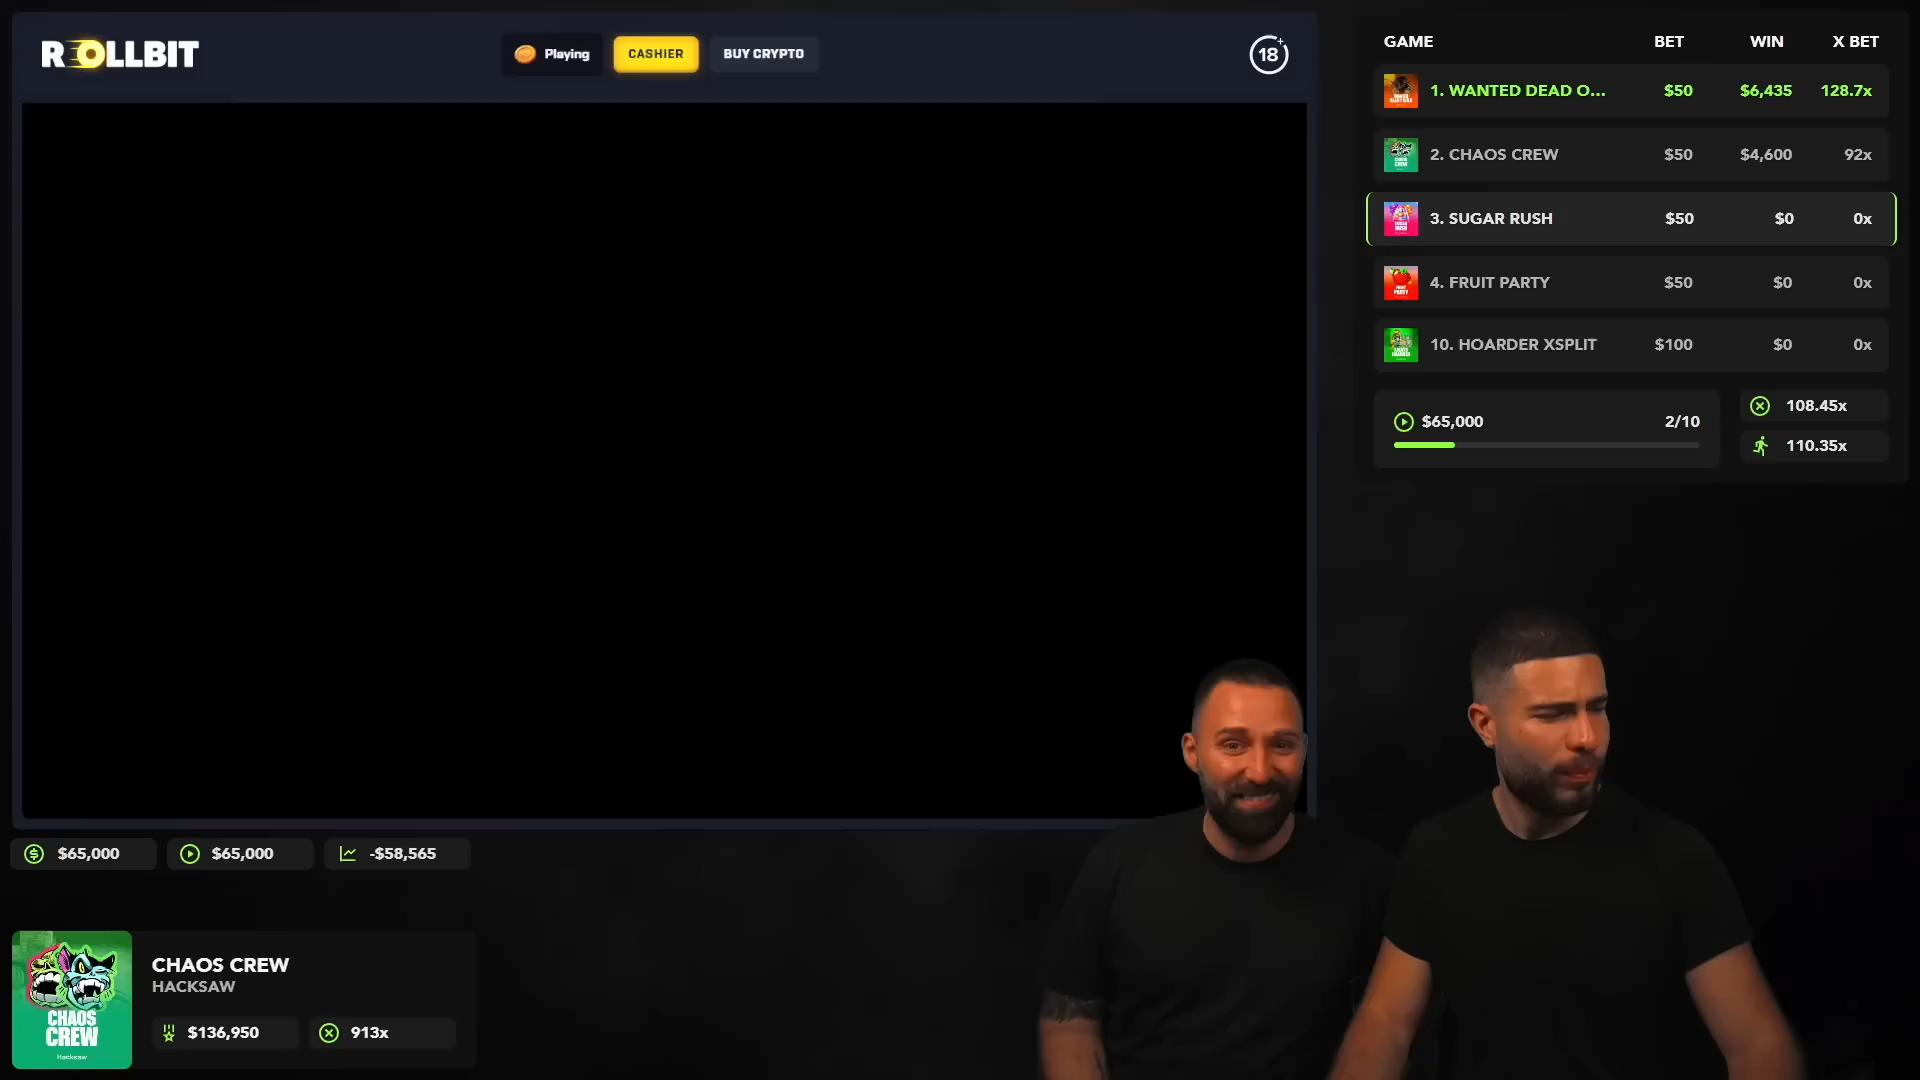 ROLLBIT
Playing
CASHIER
BUY CRYPTO
18+
GAME BET WIN X BET
1. WANTED DEAD O... $50 $6,435 128.7x
2. CHAOS CREW $50 $4,600 92x
3. SUGAR RUSH $50 $0 0x
4. FRUIT PARTY $50 $0 0x
10. HOARDER XSPLIT $100 $0 0x
$65,000 2/10
108.45x
110.35x
$65,000
$65,000
-$58,565
CHAOS
CREW
Hacksaw
CHAOS CREW
HACKSAW
$136,950
913x